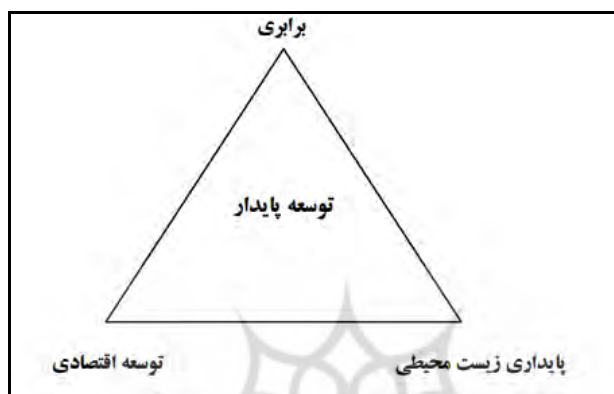 برابری
توسعه پایدار
پایداری زیست محیطی
توسعه اقتصادی